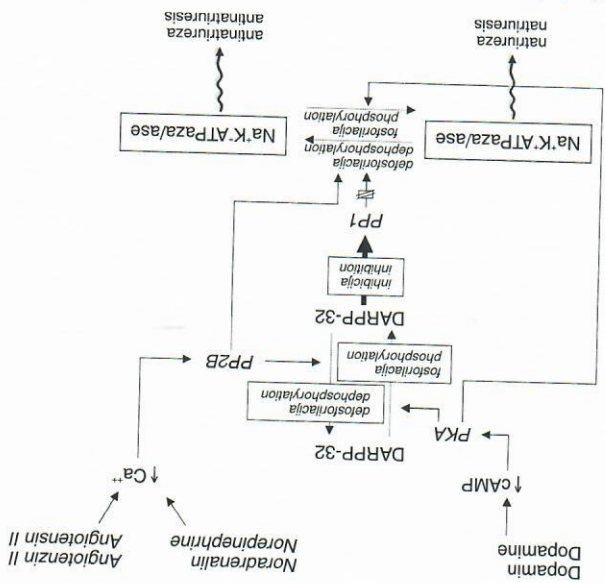 Dopamin
Dopamine
Noradrenalin
Norepinephrine
Angiotenzin II
Angiotensin II
↑cAMP
↑Ca⁺⁺
PKA
DARPP-32
defosforilacija
dephosphorylation
fosforilacija
phosphorylation
PP2B
DARPP-32
inhibicija
inhibition
PP1
defosforilacija
dephosphorylation
fosforilacija
phosphorylation
Na⁺K⁺ATPaza/ase
Na⁺K⁺ATPaza/ase
natriureza
natriuresis
antinatriureza
antinatriuresis